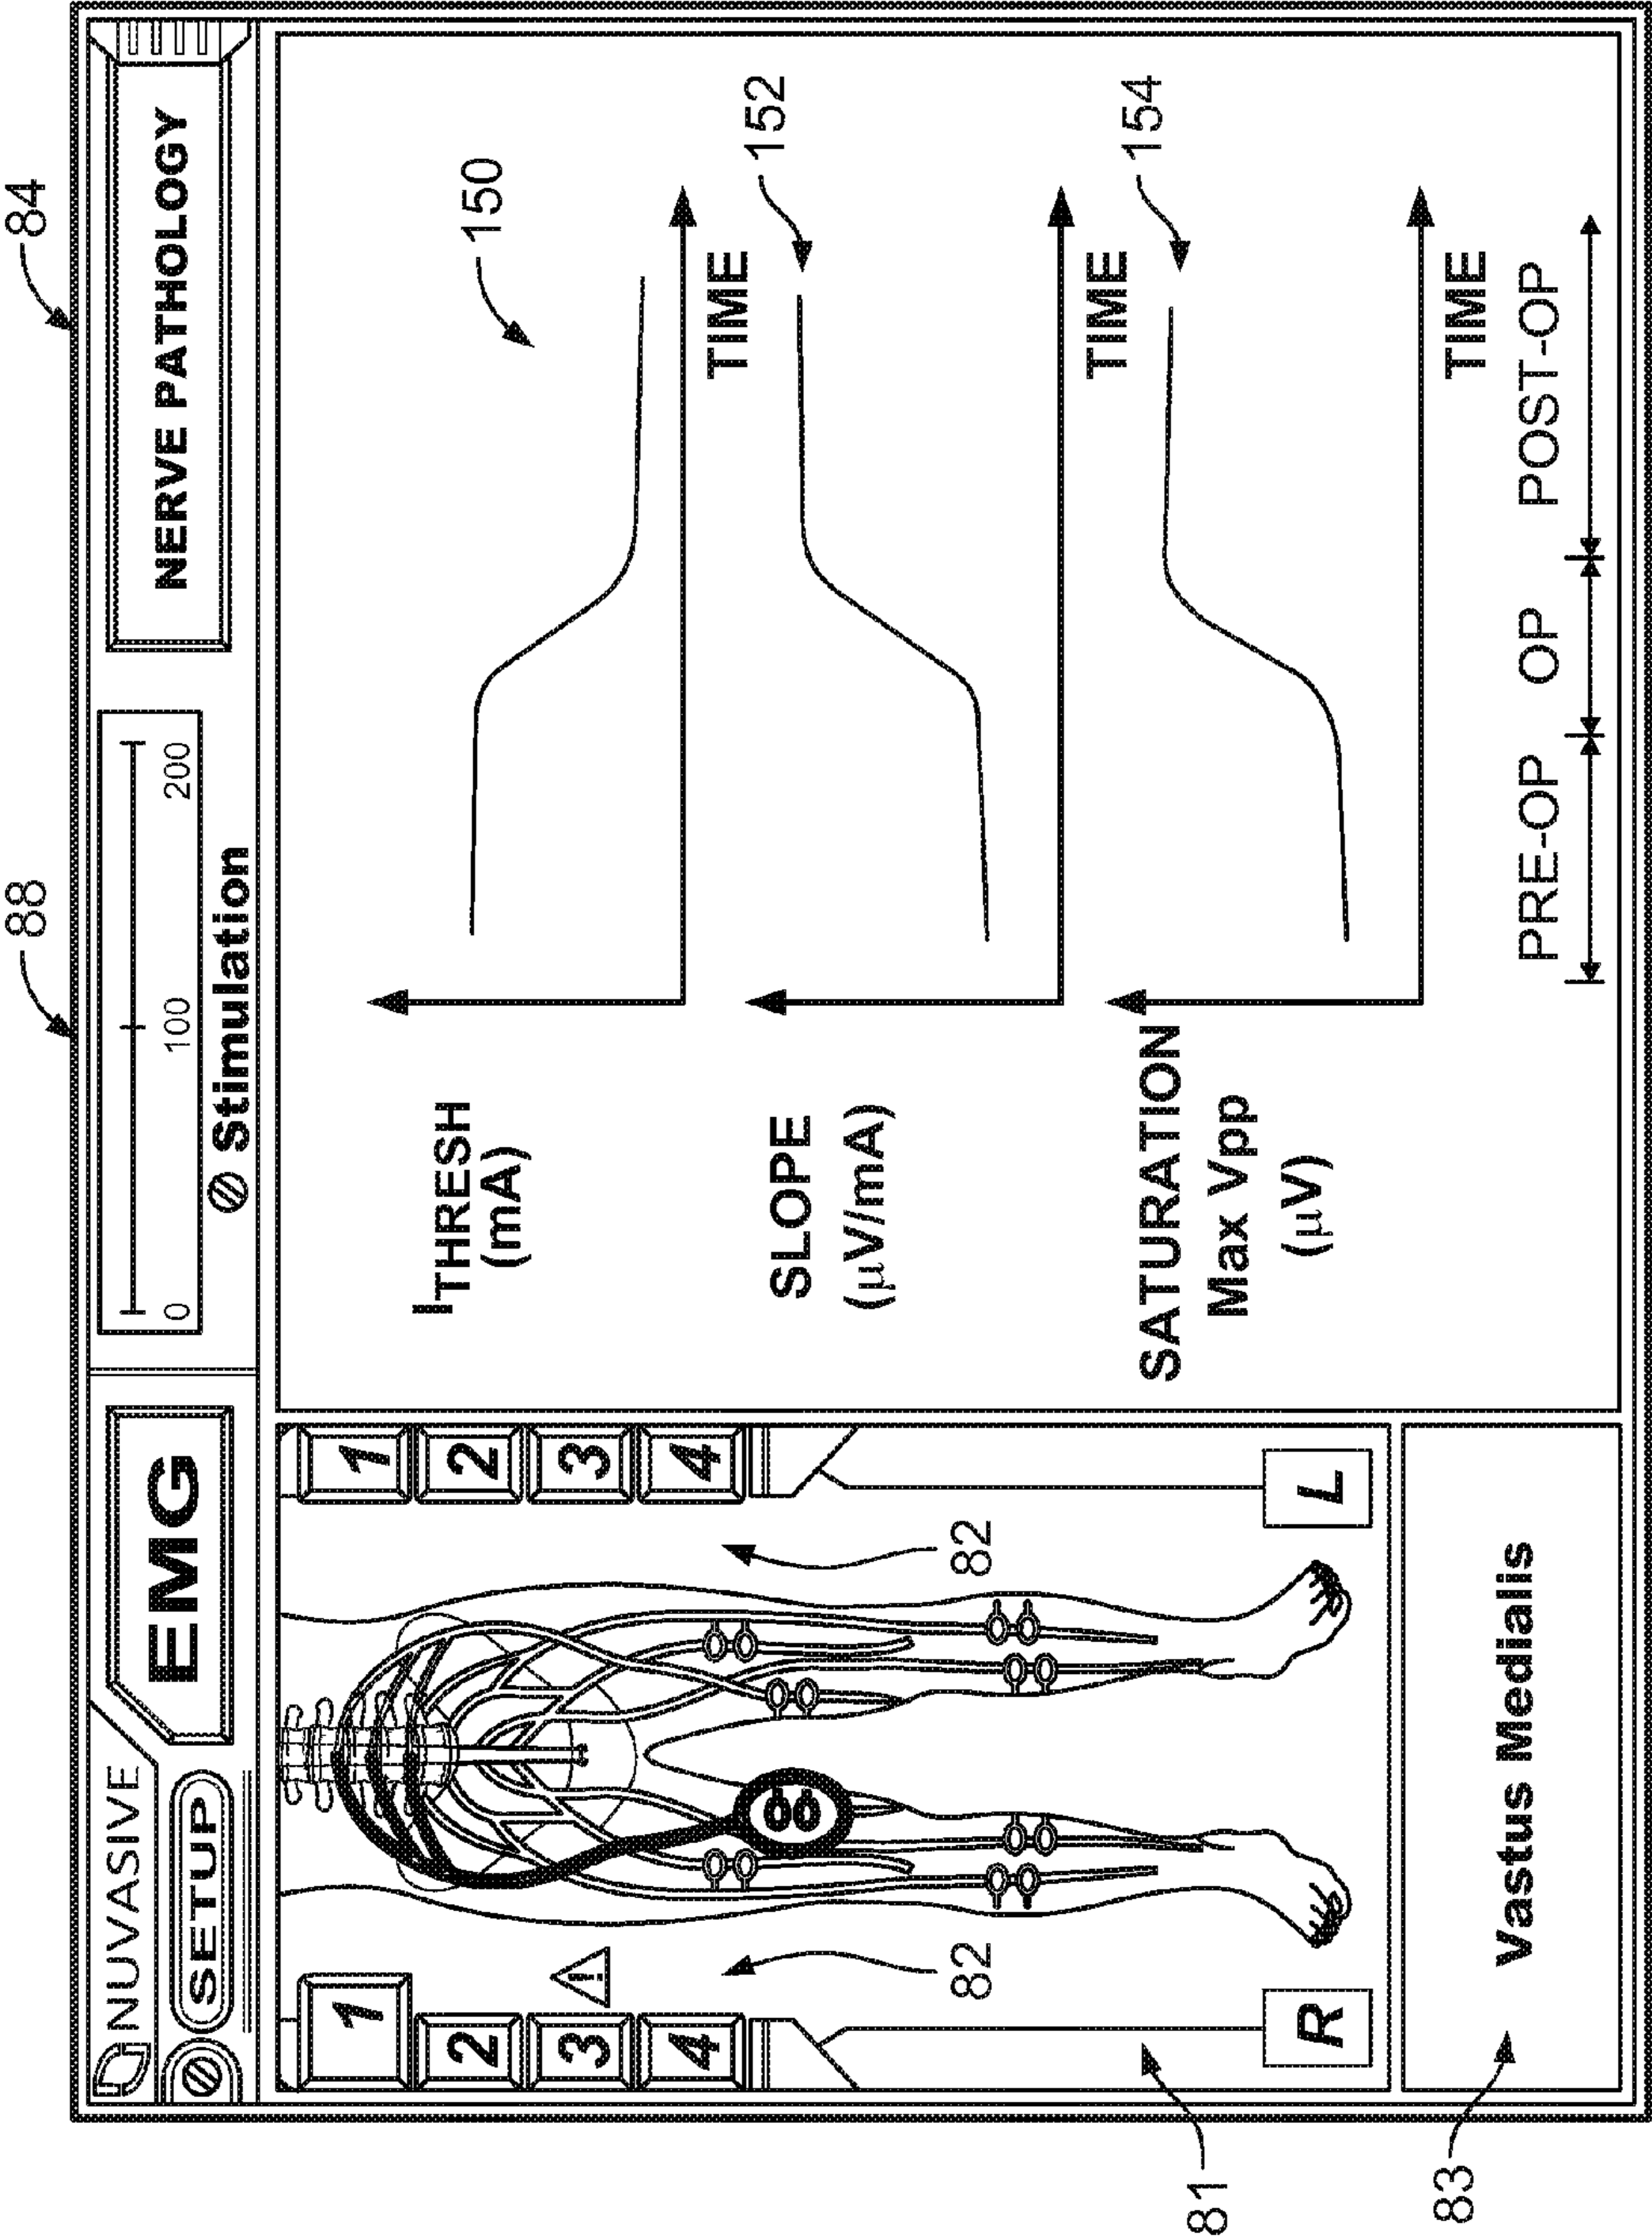 88
84
NUVASIVE
SETUP
EMG
0 100 200
Stimulation
NERVE PATHOLOGY
1
2
3
4
1
2
3
4
82
82
R
L
81
Vastus Medialis
83
ITHRESH
(mA)
150
TIME
SLOPE
(μV/mA)
152
TIME
SATURATION
Max Vpp
(μV)
154
TIME
PRE-OP OP POST-OP